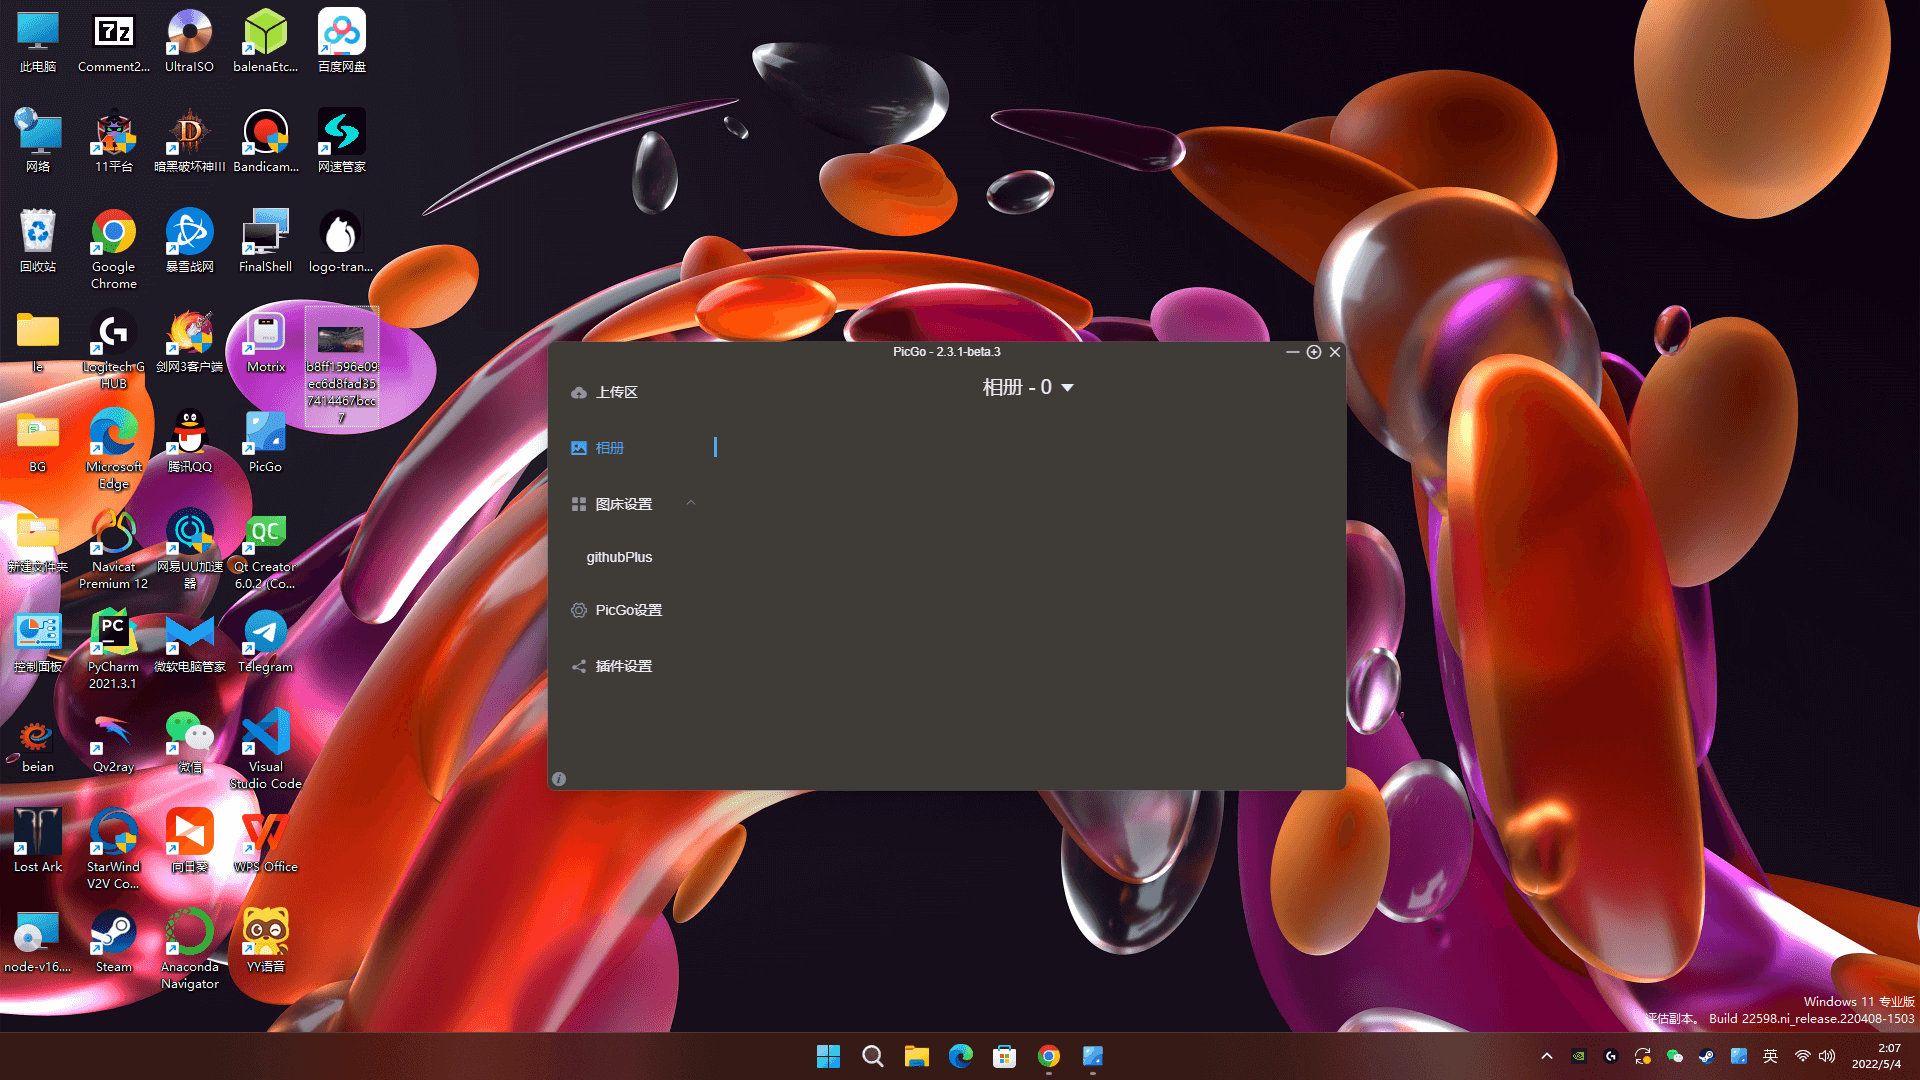 此电脑
Comment2...
UltraISO
balenaEtc...
百度网盘
网络
11平台
暗黑破坏神III
Bandicam...
网速管家
回收站
Google
Chrome
暴雪战网
FinalShell
logo-tran...
le
Logitech G
HUB
剑网3客户端
Motrix
b8ff1596e09
ec6d8fad35
7414467bcc
7
BG
Microsoft
Edge
腾讯QQ
PicGo
新建文件夹
Navicat
Premium 12
网易UU加速
器
Qt Creator
6.0.2 (Co...
控制面板
PyCharm
2021.3.1
微软电脑管家
Telegram
beian
Qv2ray
微信
Visual
Studio Code
Lost Ark
StarWind
V2V Co...
向日葵
WPS Office
node-v16....
Steam
Anaconda
Navigator
YY语音
PicGo - 2.3.1-beta.3
上传区
相册 - 0
相册
图床设置
githubPlus
PicGo设置
插件设置
Windows 11 专业版
评估副本。 Build 22598.ni_release.220408-1503
英
2:07
2022/5/4